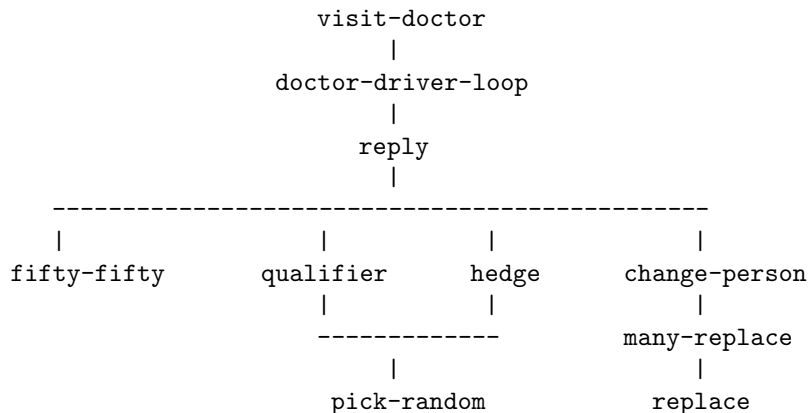 visit-doctor
|
doctor-driver-loop
|
reply
|
-----------------------------------------------
| | | |
fifty-fifty qualifier hedge change-person
| | |
------------- many-replace
| |
pick-random replace